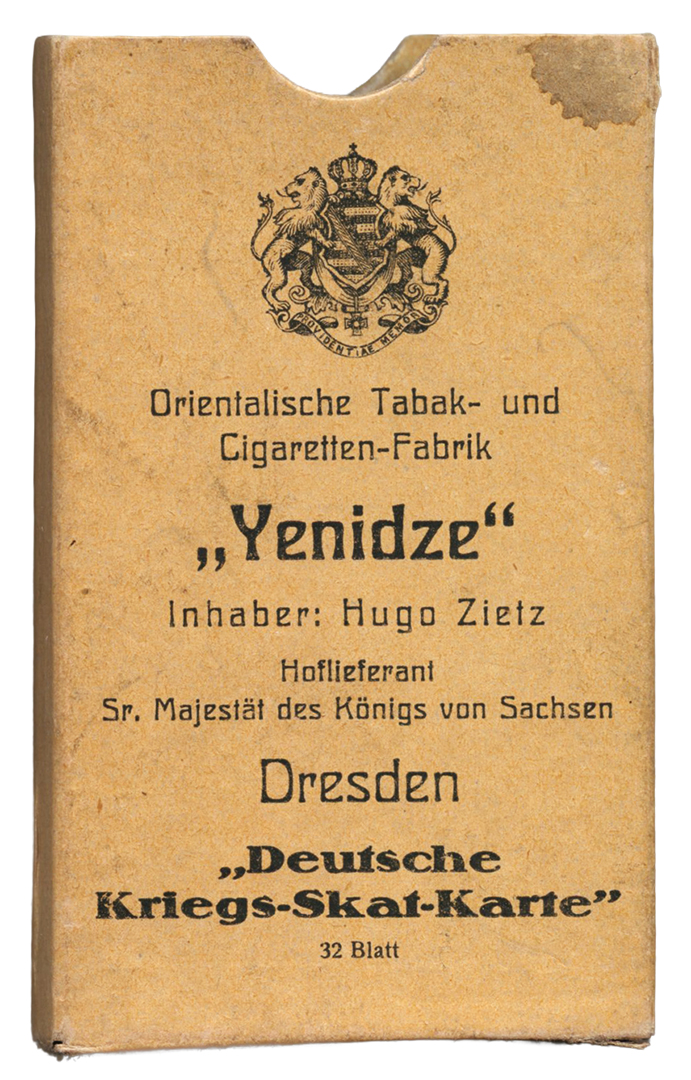 PROVIDENTIAE MEMOR
Orientalische Tabak- und
Cigaretten-Fabrik
„Yenidze“
Inhaber: Hugo Zietz
Hoflieferant
Sr. Majestät des Königs von Sachsen
Dresden
„Deutsche
Kriegs-Skat-Karte”
32 Blatt